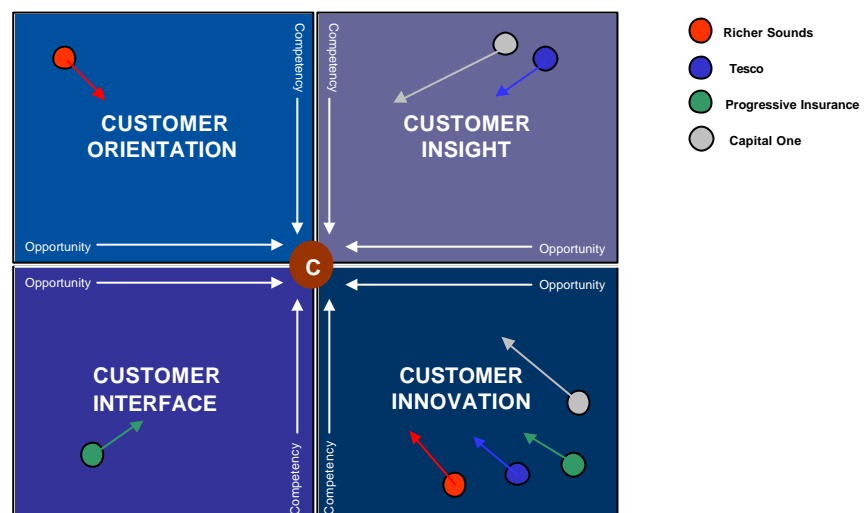 Competency
Competency
CUSTOMER
ORIENTATION
CUSTOMER
INSIGHT
Opportunity
Opportunity
C
Opportunity
Opportunity
CUSTOMER
INTERFACE
CUSTOMER
INNOVATION
Competency
Competency
Richer Sounds
Tesco
Progressive Insurance
Capital One